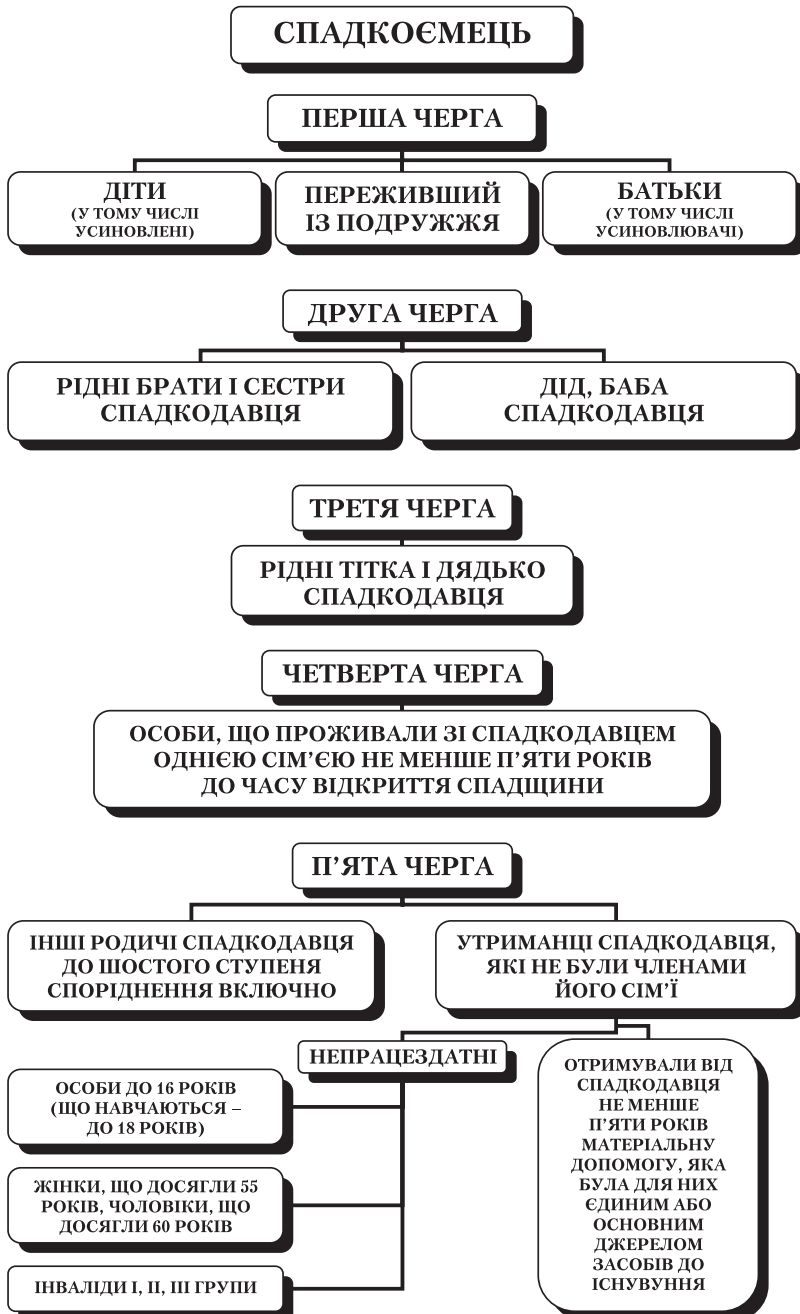 СПАДКОЄМЕЦЬ
ПЕРША ЧЕРГА
ДІТИ
(У ТОМУ ЧИСЛІ
УСИНОВЛЕНІ)
ПЕРЕЖИВШИЙ
ІЗ ПОДРУЖЖЯ
БАТЬКИ
(У ТОМУ ЧИСЛІ
УСИНОВЛЮВАЧІ)
ДРУГА ЧЕРГА
РІДНІ БРАТИ І СЕСТРИ
СПАДКОДАВЦЯ
ДІД, БАБА
СПАДКОДАВЦЯ
ТРЕТЯ ЧЕРГА
РІДНІ ТІТКА І ДЯДЬКО
СПАДКОДАВЦЯ
ЧЕТВЕРТА ЧЕРГА
ОСОБИ, ЩО ПРОЖИВАЛИ ЗІ СПАДКОДАВЦЕМ
ОДНІЄЮ СІМ’ЄЮ НЕ МЕНШЕ П’ЯТИ РОКІВ
ДО ЧАСУ ВІДКРИТТЯ СПАДЩИНИ
П’ЯТА ЧЕРГА
ІНШІ РОДИЧІ СПАДКОДАВЦЯ
ДО ШОСТОГО СТУПЕНЯ
СПОРІДНЕННЯ ВКЛЮЧНО
УТРИМАНЦІ СПАДКОДАВЦЯ,
ЯКІ НЕ БУЛИ ЧЛЕНАМИ
ЙОГО СІМ’Ї
НЕПРАЦЕЗДАТНІ
ОСОБИ ДО 16 РОКІВ
(ЩО НАВЧАЮТЬСЯ –
ДО 18 РОКІВ)
ЖІНКИ, ЩО ДОСЯГЛИ 55
РОКІВ, ЧОЛОВІКИ, ЩО
ДОСЯГЛИ 60 РОКІВ
ІНВАЛІДИ І, ІІ, ІІІ ГРУПИ
ОТРИМУВАЛИ ВІД
СПАДКОДАВЦЯ
НЕ МЕНШЕ
П’ЯТИ РОКІВ
МАТЕРІАЛЬНУ
ДОПОМОГУ, ЯКА
БУЛА ДЛЯ НИХ
ЄДИНИМ АБО
ОСНОВНИМ
ДЖЕРЕЛОМ
ЗАСОБІВ ДО
ІСНУВУННЯ